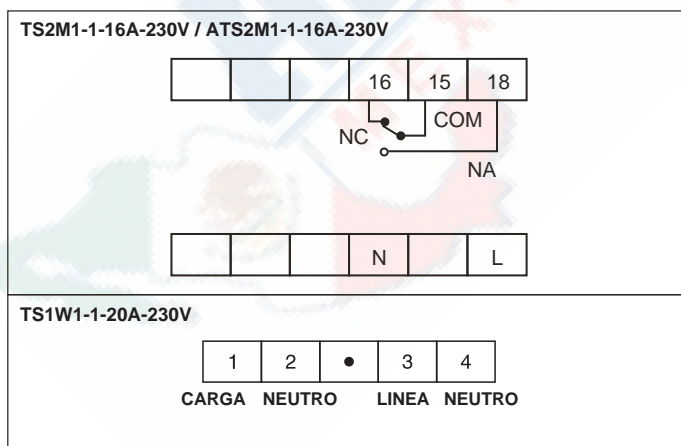 TS2M1-1-16A-230V / ATS2M1-1-16A-230V
16 15 18
NC COM
NA
N L
TS1W1-1-20A-230V
1 2 • 3 4
CARGA NEUTRO LINEA NEUTRO